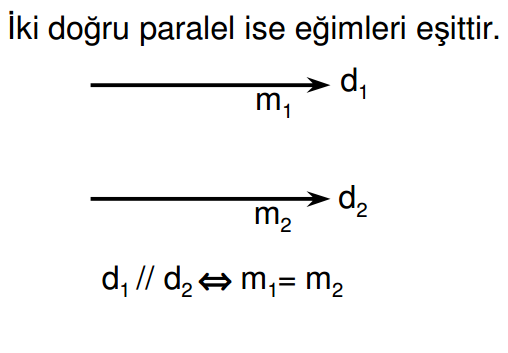 İki doğru paralel ise eğimleri eşittir.
d₁
m₁
d₂
m₂
d₁ // d₂ ⇔ m₁= m₂